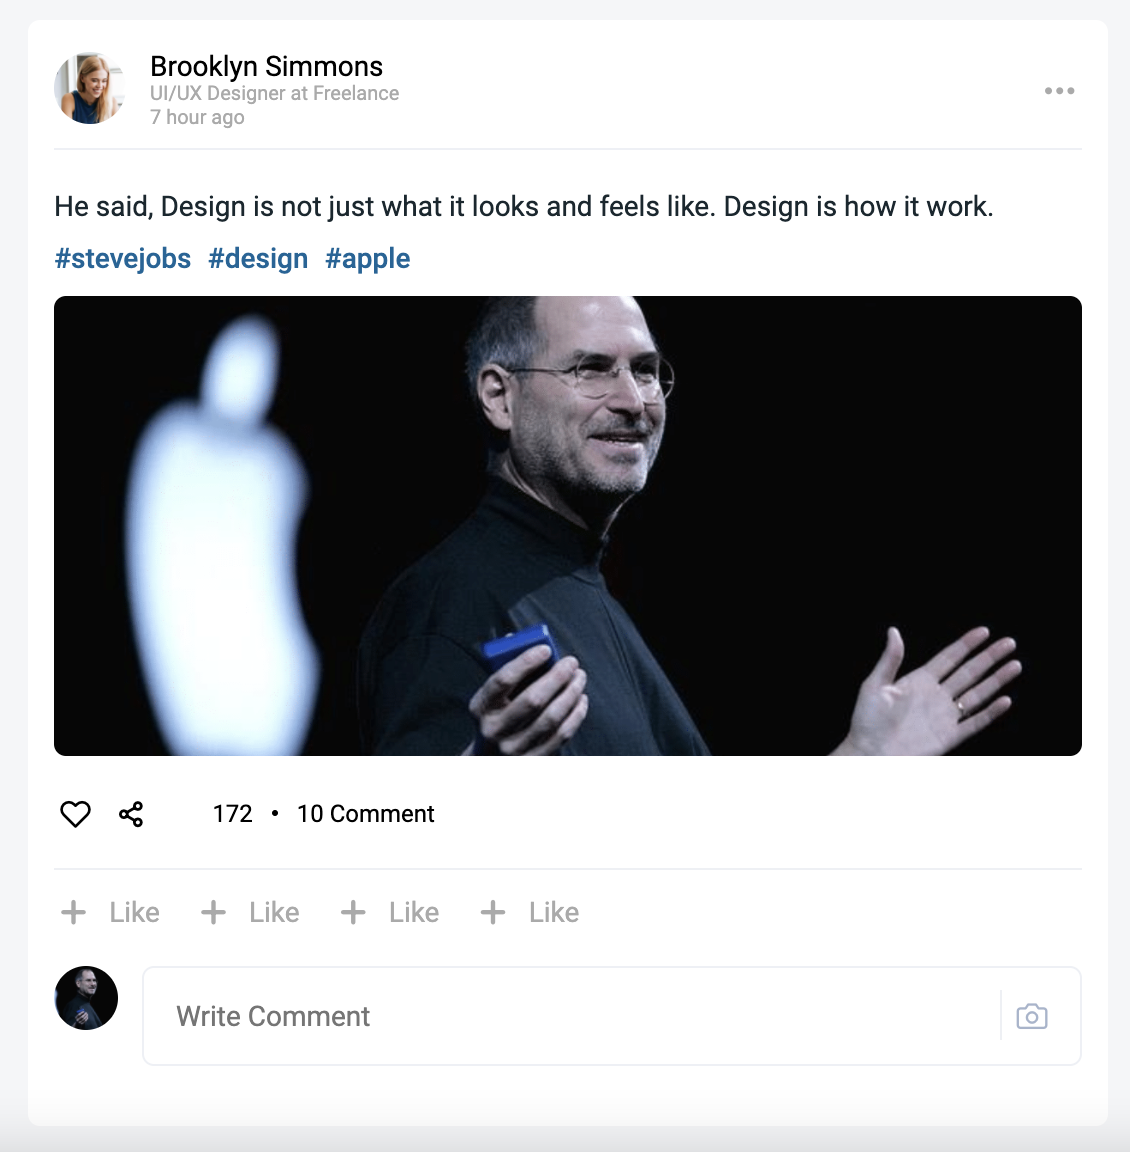 Brooklyn Simmons
UI/UX Designer at Freelance
7 hour ago
He said, Design is not just what it looks and feels like. Design is how it work.
#stevejobs #design #apple
172 • 10 Comment
+ Like + Like + Like + Like
Write Comment